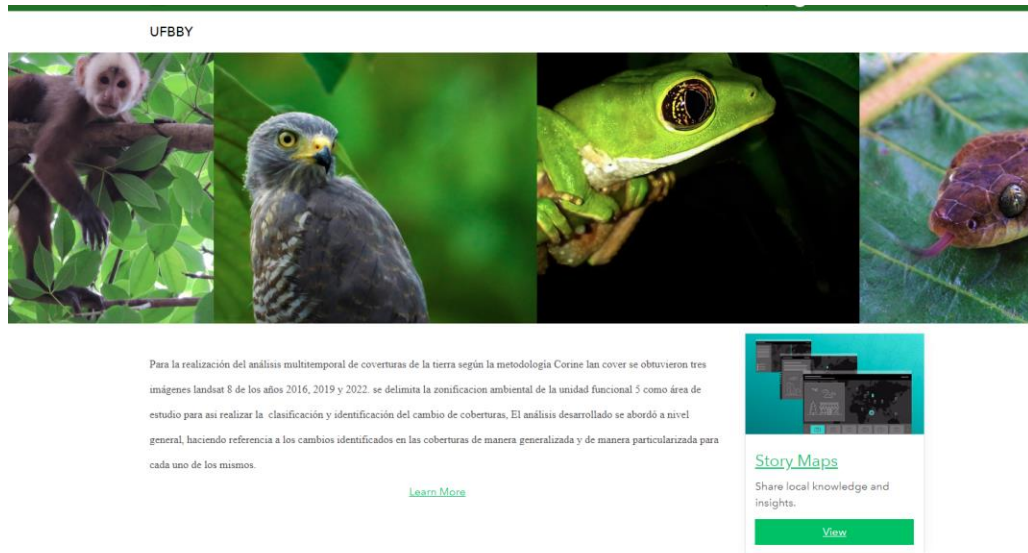 UFBBY
Para la realización del análisis multitemporal de coverturas de la tierra según la metodología Corine lan cover se obtuvieron tres
imágenes landsat 8 de los años 2016, 2019 y 2022. se delimita la zonificacion ambiental de la unidad funcional 5 como área de
estudio para asi realizar la clasificación y identificación del cambio de coberturas, El análisis desarrollado se abordó a nivel
general, haciendo referencia a los cambios identificados en las coberturas de manera generalizada y de manera particularizada para
cada uno de los mismos.
Learn More
Story Maps
Share local knowledge and
insights.
View